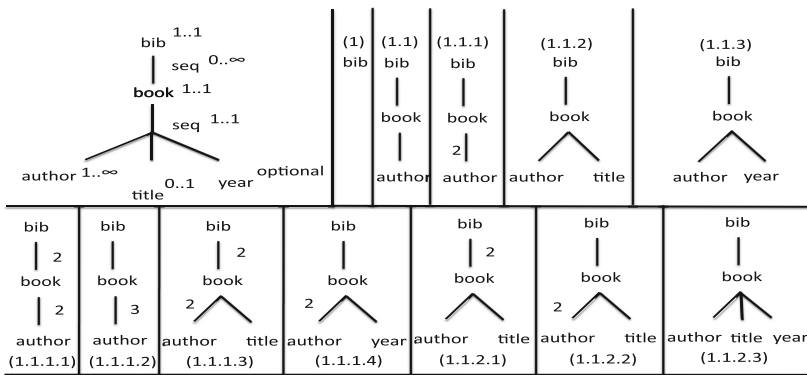 bib 1..1
seq 0..∞
book 1..1
seq 1..1
author 1..∞
title 0..1
year optional
(1)
bib
(1.1)
bib
book
author
(1.1.1)
bib
book
2
author
(1.1.2)
bib
book
author title
(1.1.3)
bib
book
author year
bib
2
book
2
author
(1.1.1.1)
bib
book
3
author
(1.1.1.2)
bib
2
book
2
author title
(1.1.1.3)
bib
book
2
author year
(1.1.1.4)
bib
2
book
author title
(1.1.2.1)
bib
book
2
author title
(1.1.2.2)
bib
book
author title year
(1.1.2.3)